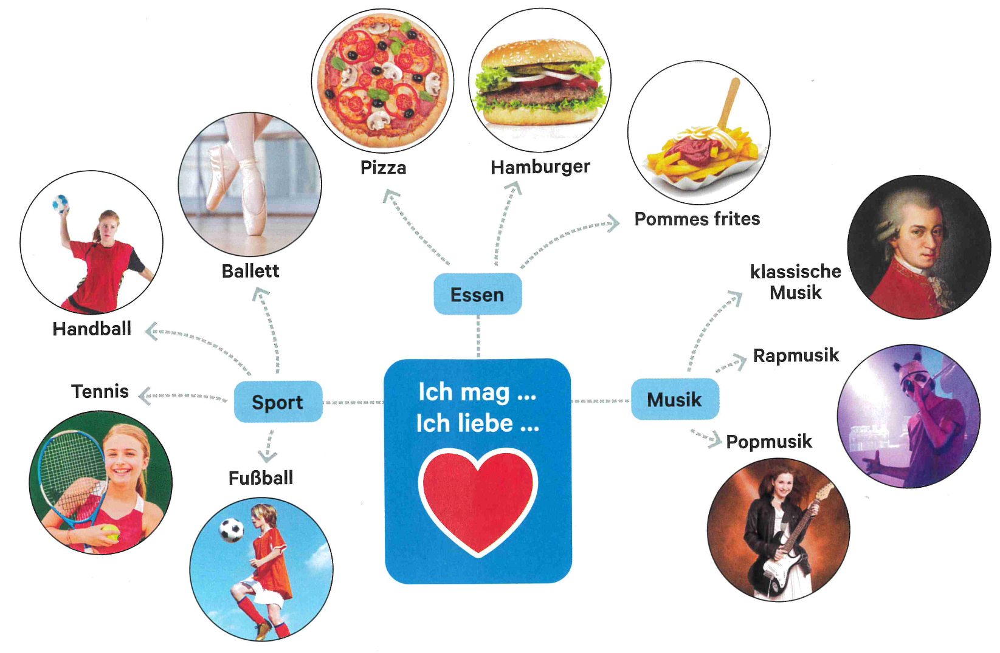 Pizza
Hamburger
Pommes frites
Ballett
Handball
Tennis
Fußball
Sport
Essen
Ich mag ...
Ich liebe ...
Musik
klassische
Musik
Rapmusik
Popmusik